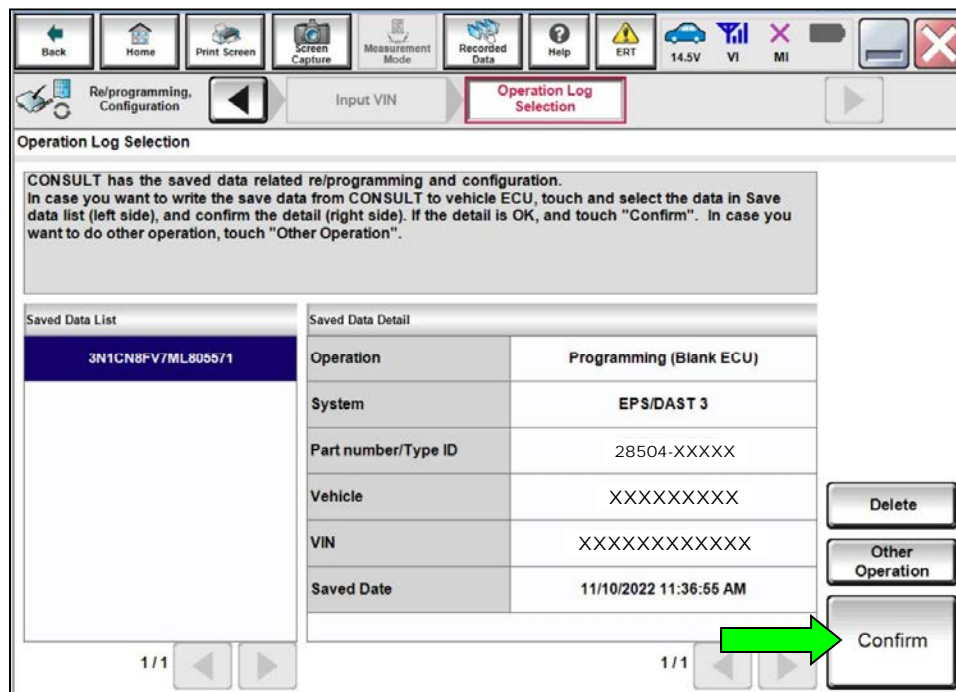 Back
Home
Print Screen
Screen
Capture
Measurement
Mode
Recorded
Data
Help
ERT
14.5V
VI
MI
Re/programming,
Configuration
Input VIN
Operation Log
Selection
Operation Log Selection
CONSULT has the saved data related re/programming and configuration.
In case you want to write the save data from CONSULT to vehicle ECU, touch and select the data in Save
data list (left side), and confirm the detail (right side). If the detail is OK, and touch "Confirm". In case you
want to do other operation, touch "Other Operation".
Saved Data List
3N1CN8FV7ML805571
1/1
Saved Data Detail
Operation
Programming (Blank ECU)
System
EPS/DAST 3
Part number/Type ID
28504-XXXXX
Vehicle
XXXXXXXXX
VIN
XXXXXXXXXXXX
Saved Date
11/10/2022 11:36:55 AM
1/1
Delete
Other
Operation
Confirm